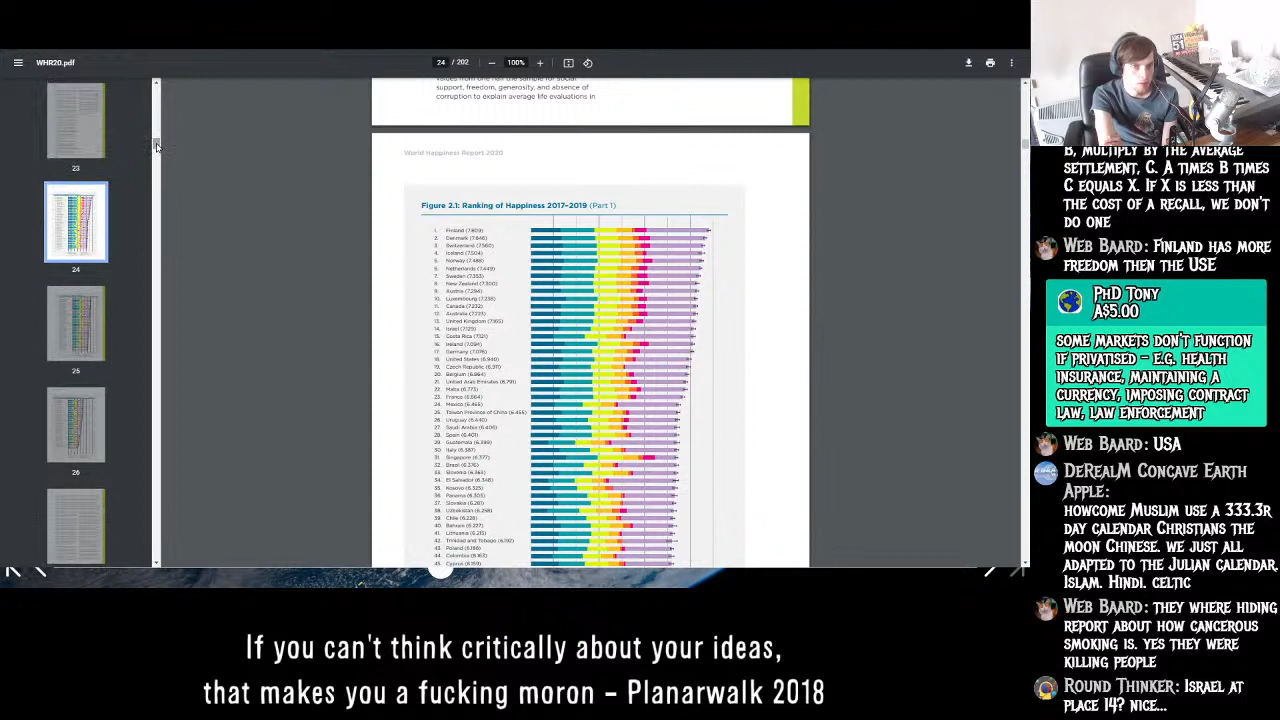 WHR20.pdf
24 / 202
100%
23
24
25
26
values from one half the sample for social
support, freedom, generosity, and absence of
corruption to explain average life evaluations in
World Happiness Report 2020
Figure 2.1: Ranking of Happiness 2017–2019 (Part 1)
1. Finland (7.809)
2. Denmark (7.646)
3. Switzerland (7.560)
4. Iceland (7.504)
5. Norway (7.488)
6. Netherlands (7.449)
7. Sweden (7.353)
8. New Zealand (7.300)
9. Austria (7.294)
10. Luxembourg (7.238)
11. Canada (7.232)
12. Australia (7.223)
13. United Kingdom (7.165)
14. Israel (7.129)
15. Costa Rica (7.121)
16. Ireland (7.094)
17. Germany (7.076)
18. United States (6.940)
19. Czech Republic (6.911)
20. Belgium (6.864)
21. United Arab Emirates (6.791)
22. Malta (6.773)
23. France (6.664)
24. Mexico (6.465)
25. Taiwan Province of China (6.455)
26. Uruguay (6.440)
27. Saudi Arabia (6.406)
28. Spain (6.401)
29. Guatemala (6.399)
30. Italy (6.387)
31. Singapore (6.377)
32. Brazil (6.376)
33. Slovenia (6.363)
34. El Salvador (6.348)
35. Kosovo (6.325)
36. Panama (6.305)
37. Slovakia (6.281)
38. Uzbekistan (6.258)
39. Chile (6.228)
40. Bahrain (6.227)
41. Lithuania (6.215)
42. Trinidad and Tobago (6.192)
43. Poland (6.186)
44. Colombia (6.163)
45. Cyprus (6.159)
If you can't think critically about your ideas,
that makes you a fucking moron – Planarwalk 2018
AREA
51
B, multiply by the average
settlement, C. A times B times
C equals X. If X is less than
the cost of a recall, we don't
do one
Web Baard: Finland has more
freedom then the USE
PhD Tony
A$5.00
Some markets don't function
if privatised – e.g. health
insurance, maintaining a
currency, imposing contract
law, law enforcement
Web Baard: USA
DerealM Gods Love Earth
Apple:
howcome Muslim use a 333.3r
day calendar Christians the
moon Chinese just all
adapted to the Julian calendar.
Islam. Hindi. celtic
Web Baard: they where hiding
report about how cancerous
smoking is. yes they were
killing people
Round Thinker: Israel at
place 14? nice...